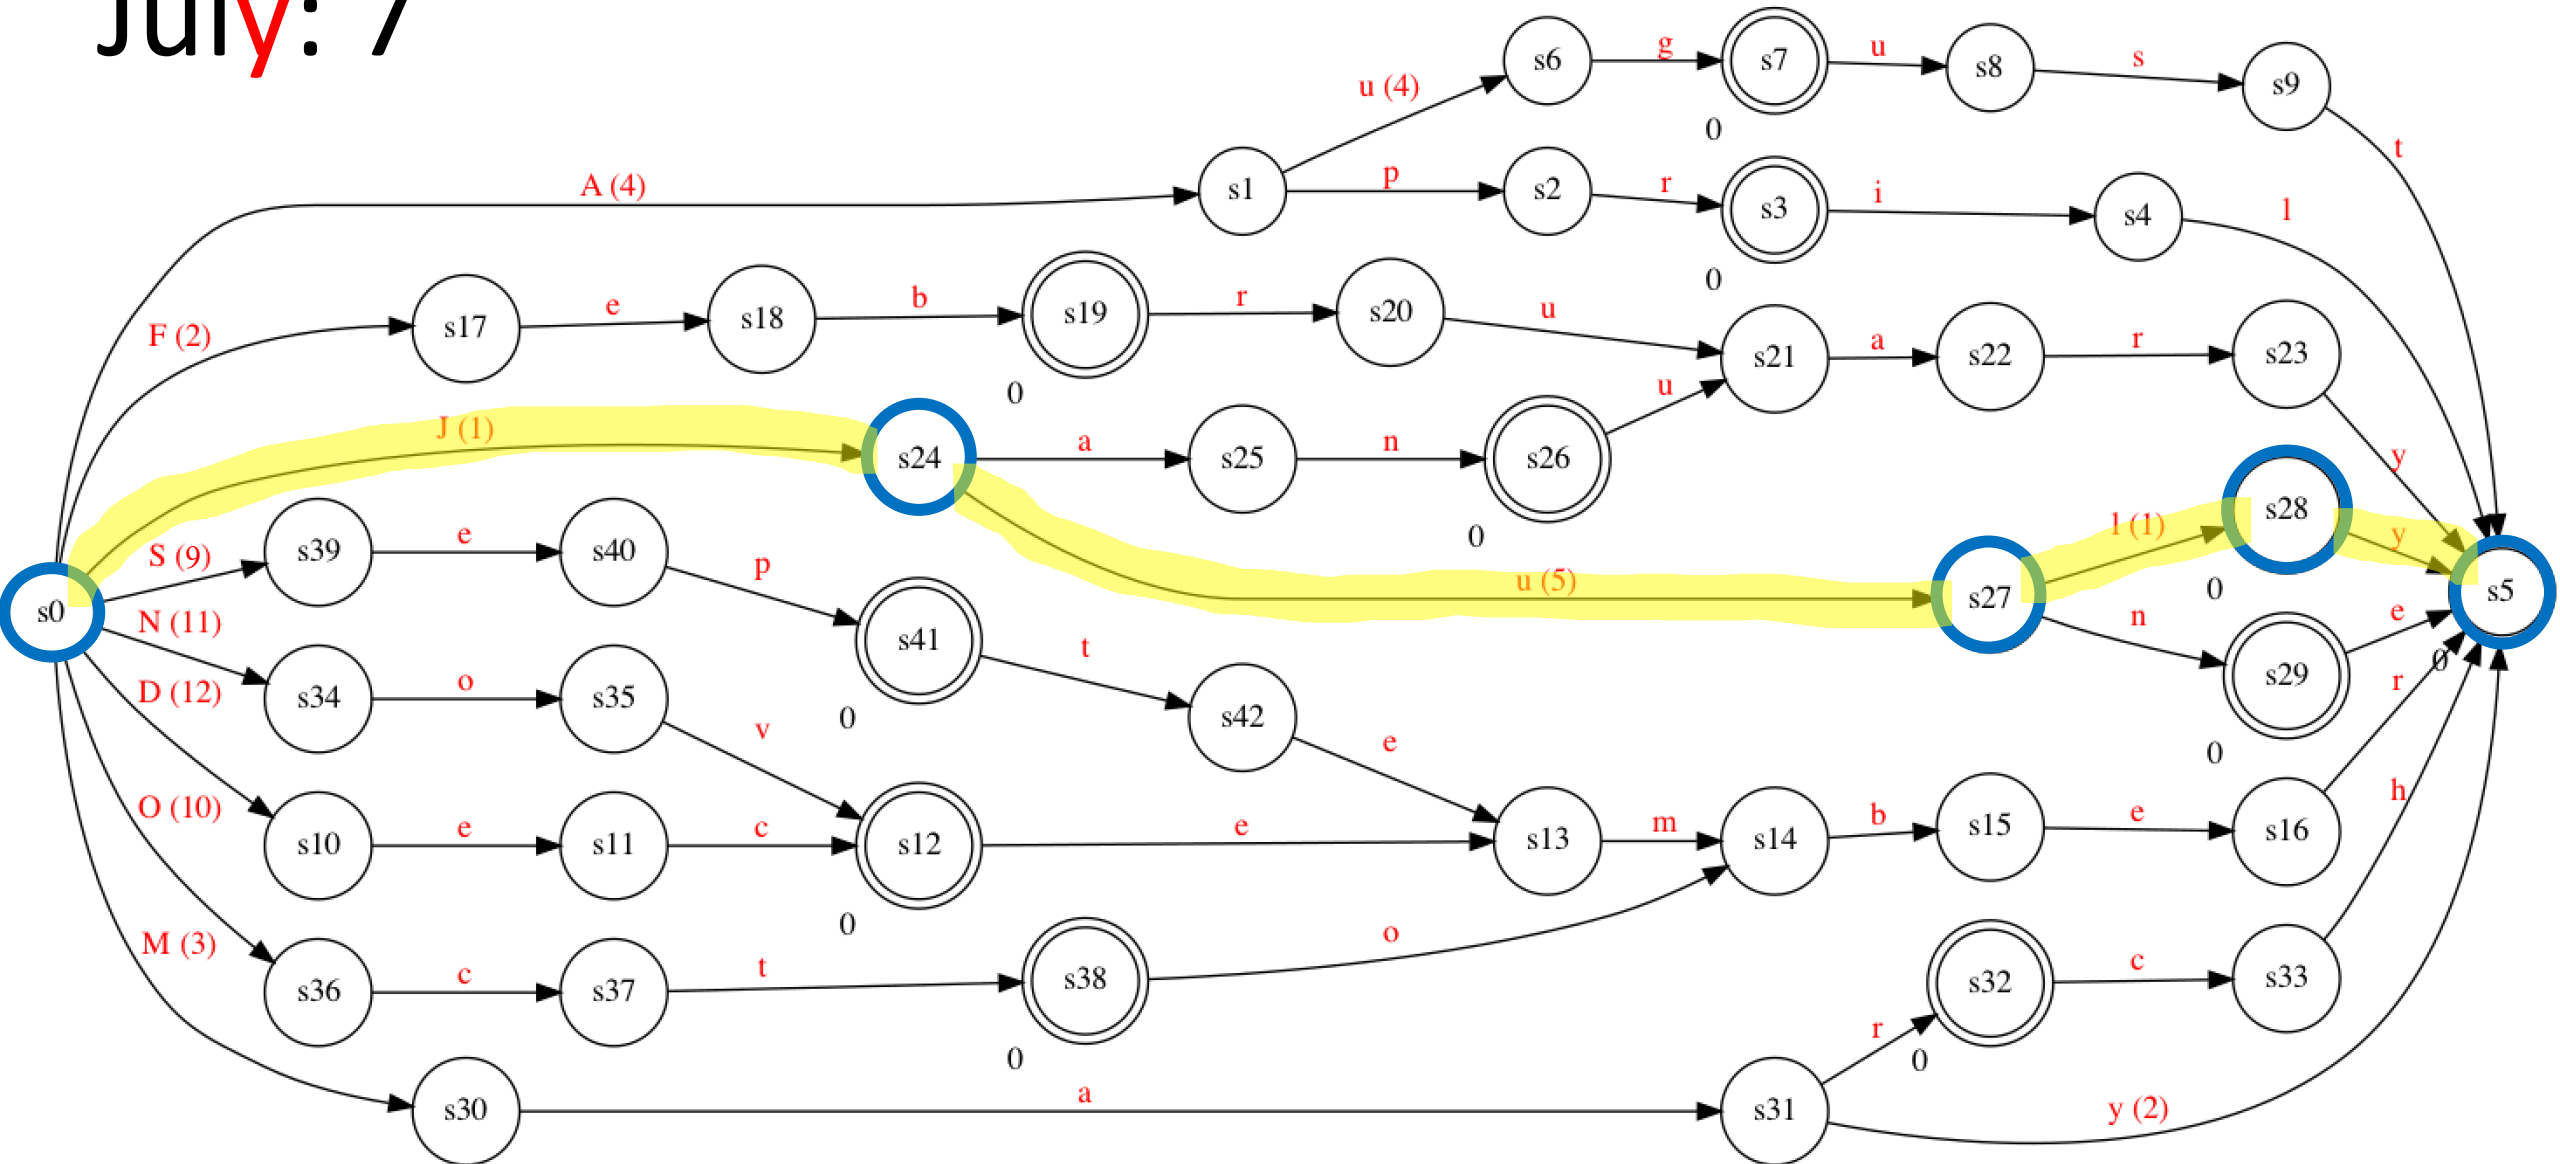 July: 7
s6 g s7 u s8 s s9
u (4) 0 t
A (4) s1 p s2 r s3 i s4 l
0
F (2) s17 e s18 b s19 r s20 u s21 a s22 r s23
0 u y
J (1) s24 a s25 n s26
0
u (5) s27 l (1) s28 y s5
0
n s29 e 0
0
s0
S (9) s39 e s40 p s41 t s42 e
0
N (11) s34 o s35 v
D (12) s10 e s11 c s12 e s13 m s14 b s15 e s16 r
0
O (10) s36 c s37 t s38 o
0
s32 c s33 h
r 0
M (3) s30 a s31 y (2)